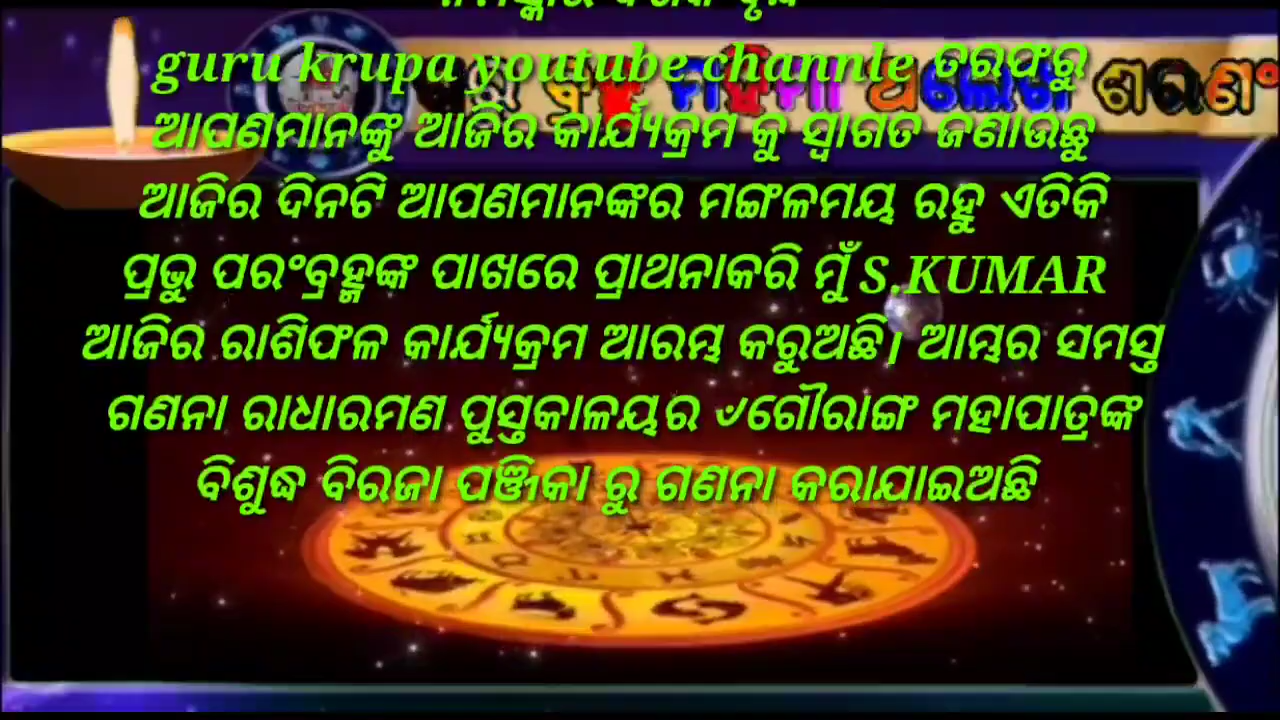 guru krupa youtube channle ତରଫରୁ
ଆପଣମାନଙ୍କୁ ଆଜିର କାର୍ଯ୍ୟକ୍ରମ କୁ ସ୍ୱାଗତ ଜଣାଉଛୁ
ଆଜିର ଦିନଟି ଆପଣମାନଙ୍କର ମଙ୍ଗଳମୟ ରହୁ ଏତିକି
ପ୍ରଭୁ ପରଂବ୍ରହ୍ମଙ୍କ ପାଖରେ ପ୍ରାଥନାକରି ମୁଁ S.KUMAR
ଆଜିର ରାଶିଫଳ କାର୍ଯ୍ୟକ୍ରମ ଆରମ୍ଭ କରୁଅଛି। ଆମ୍ଭର ସମସ୍ତ
ଗଣନା ରାଧାରମଣ ପୁସ୍ତକାଳୟର ୰ଗୌରାଙ୍ଗ ମହାପାତ୍ରଙ୍କ
ବିଶୁଦ୍ଧ ବିରଜା ପଞ୍ଜିକା ରୁ ଗଣନା କରାଯାଇଅଛି
ଶରଣଂ